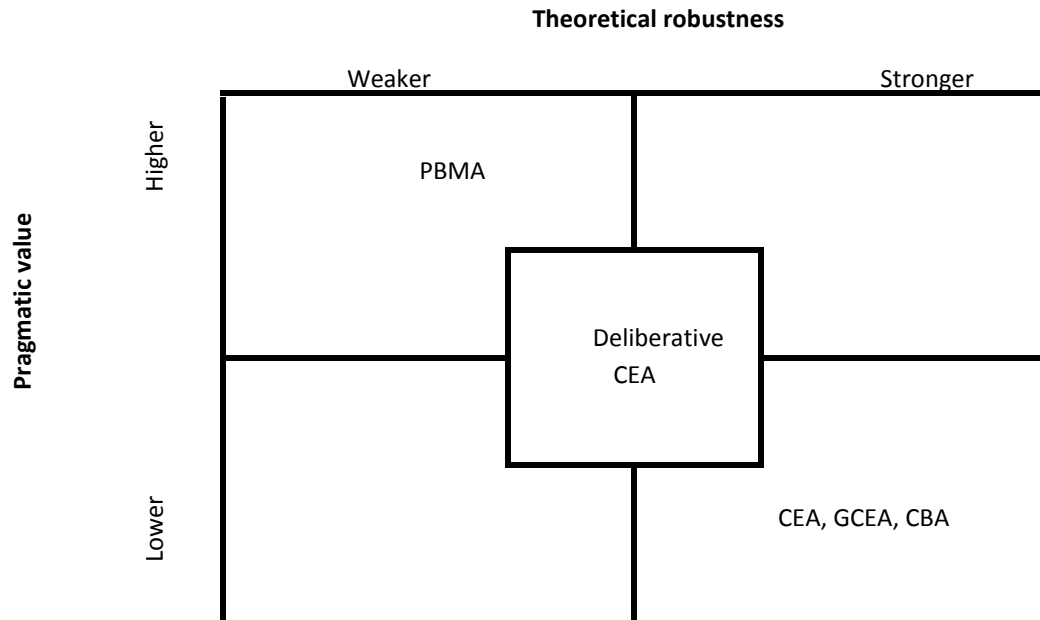 Theoretical robustness
Weaker
Stronger
Higher
PBMA
Pragmatic value
Deliberative
CEA
Lower
CEA, GCEA, CBA